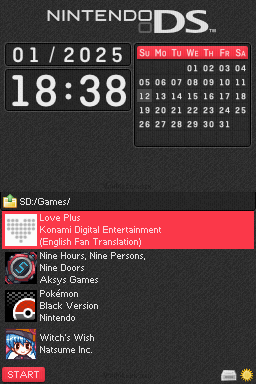 NINTENDO DS™
01/2025
18:38
Su Mo Tu We Th Fr Sa
01 02 03 04
05 06 07 08 09 10 11
12 13 14 15 16 17 18
19 20 21 22 23 24 25
26 27 28 29 30 31
SD:/Games/
Love Plus
Konami Digital Entertainment
(English Fan Translation)
Nine Hours, Nine Persons,
Nine Doors
Aksys Games
Pokémon
Black Version
Nintendo
Witch's Wish
Natsume Inc.
START